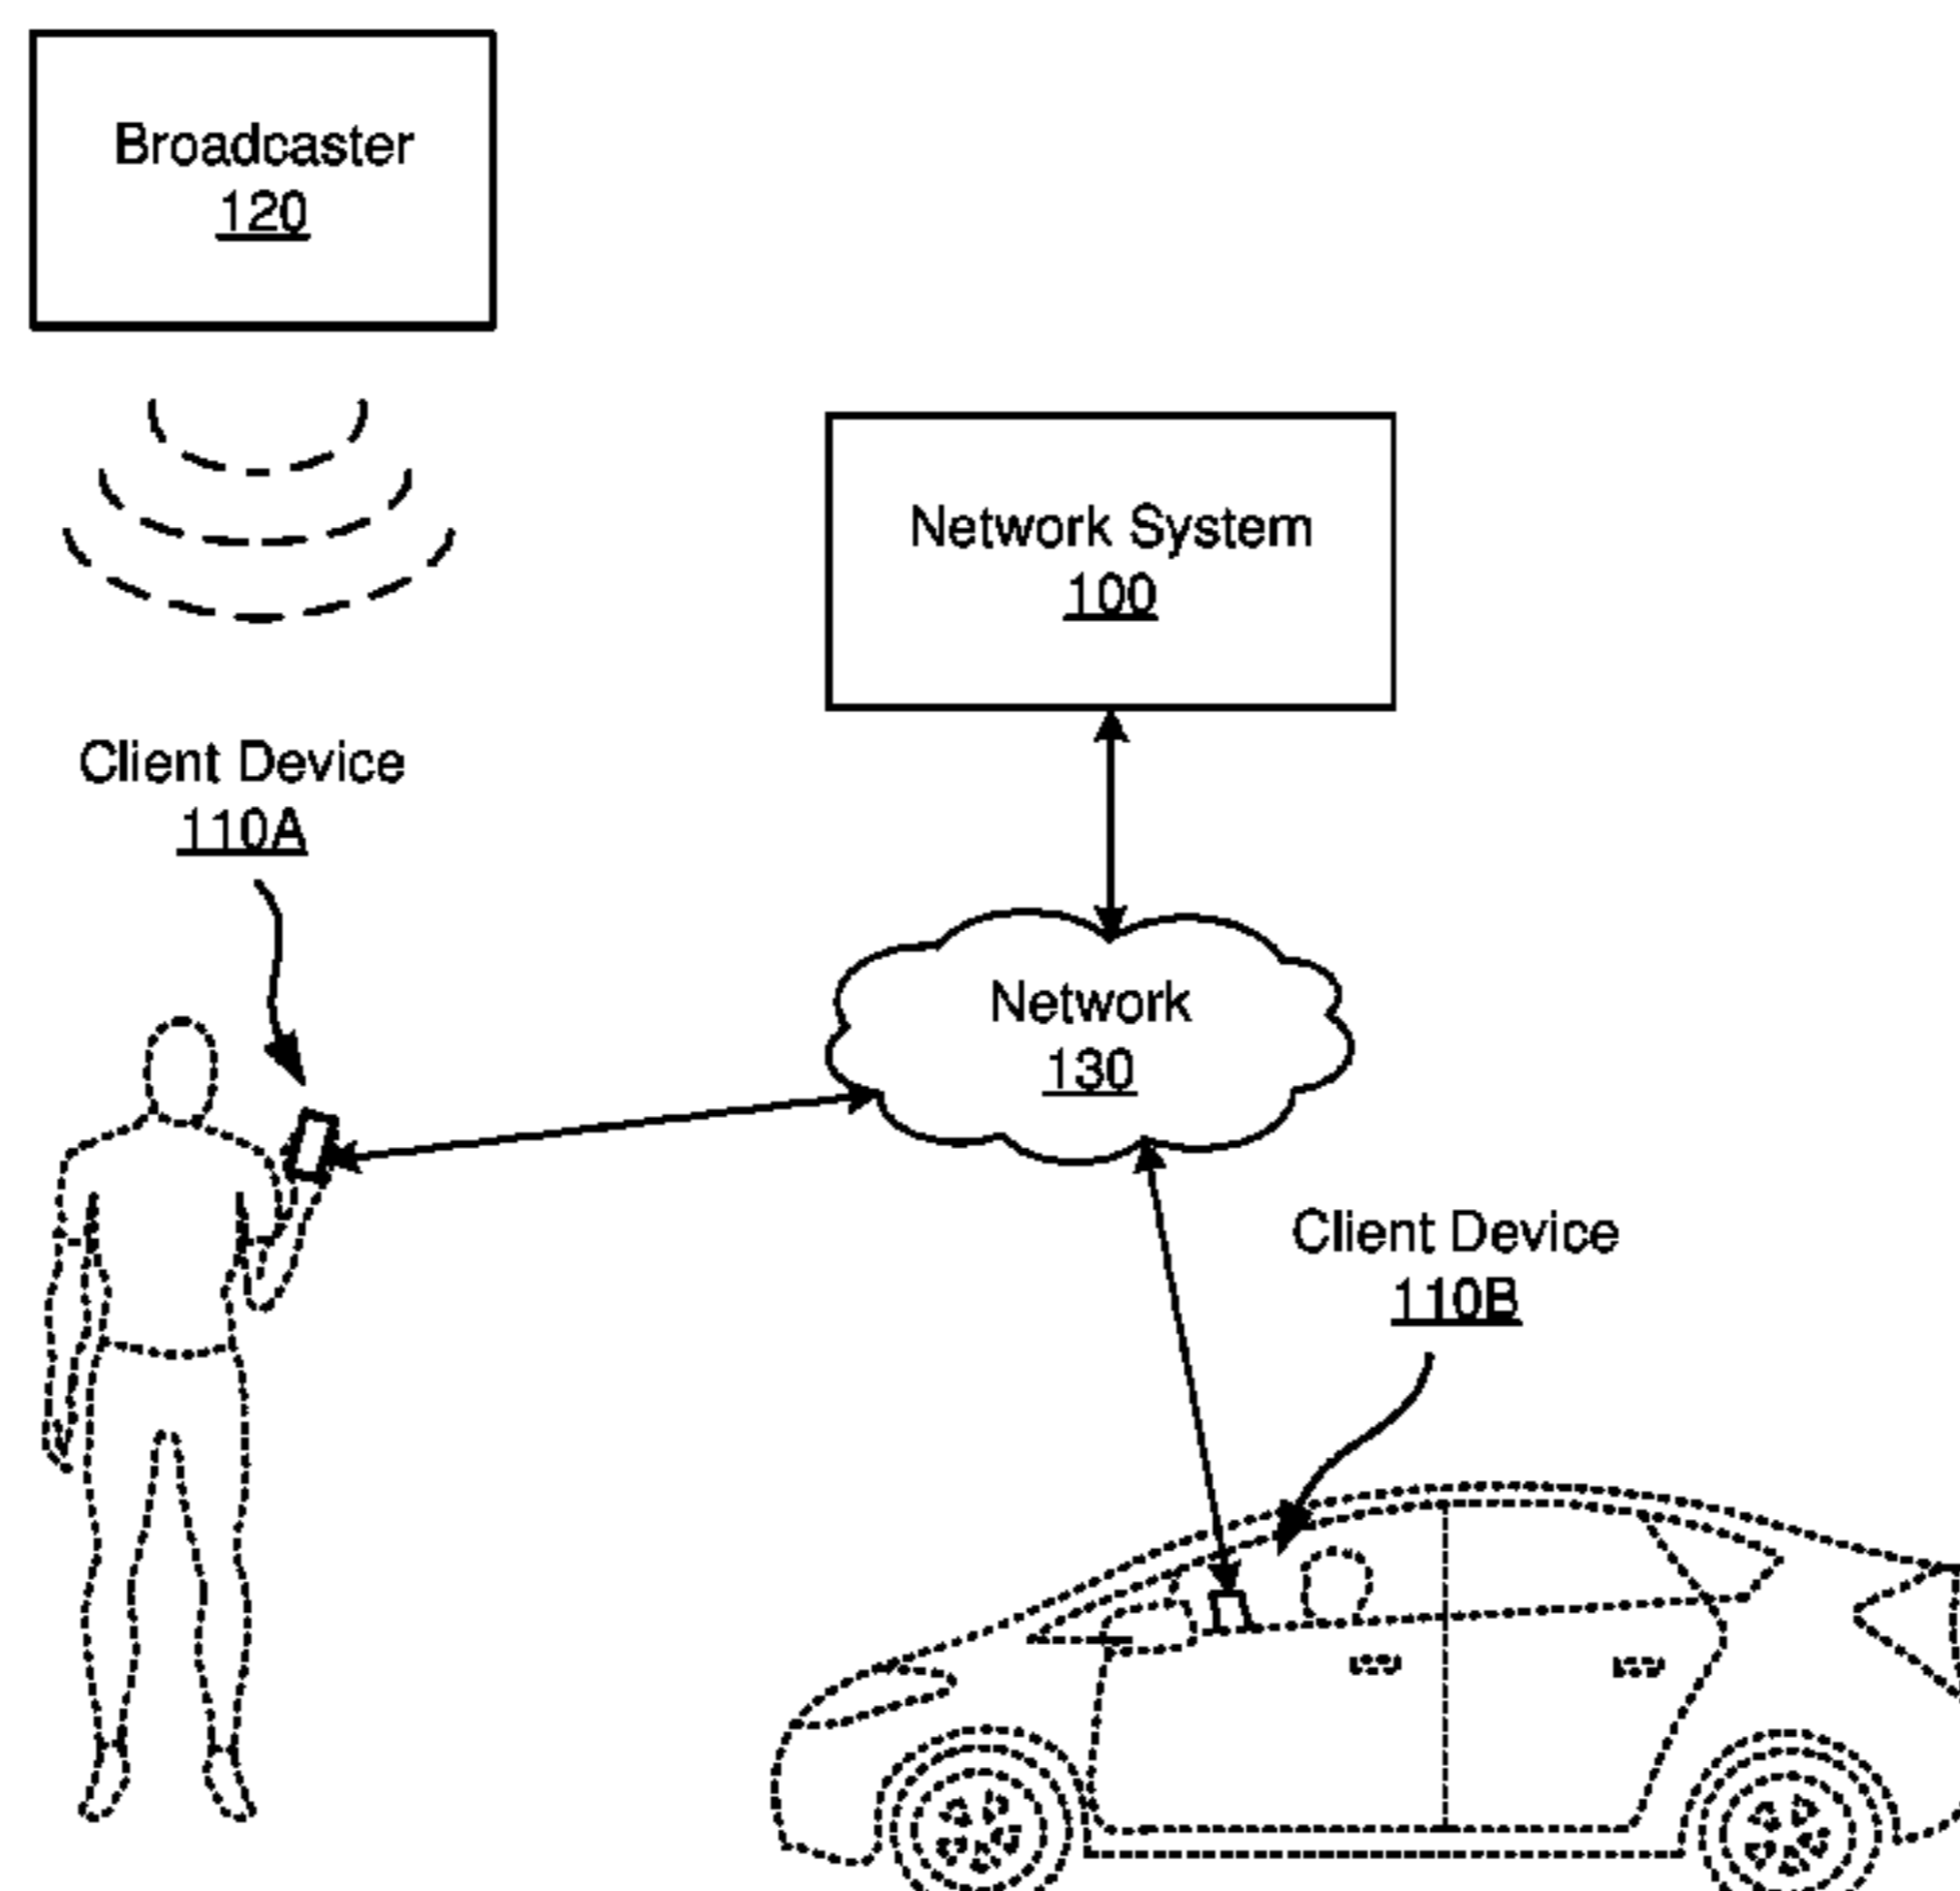 Broadcaster
120
Network System
100
Client Device
110A
Network
130
Client Device
110B